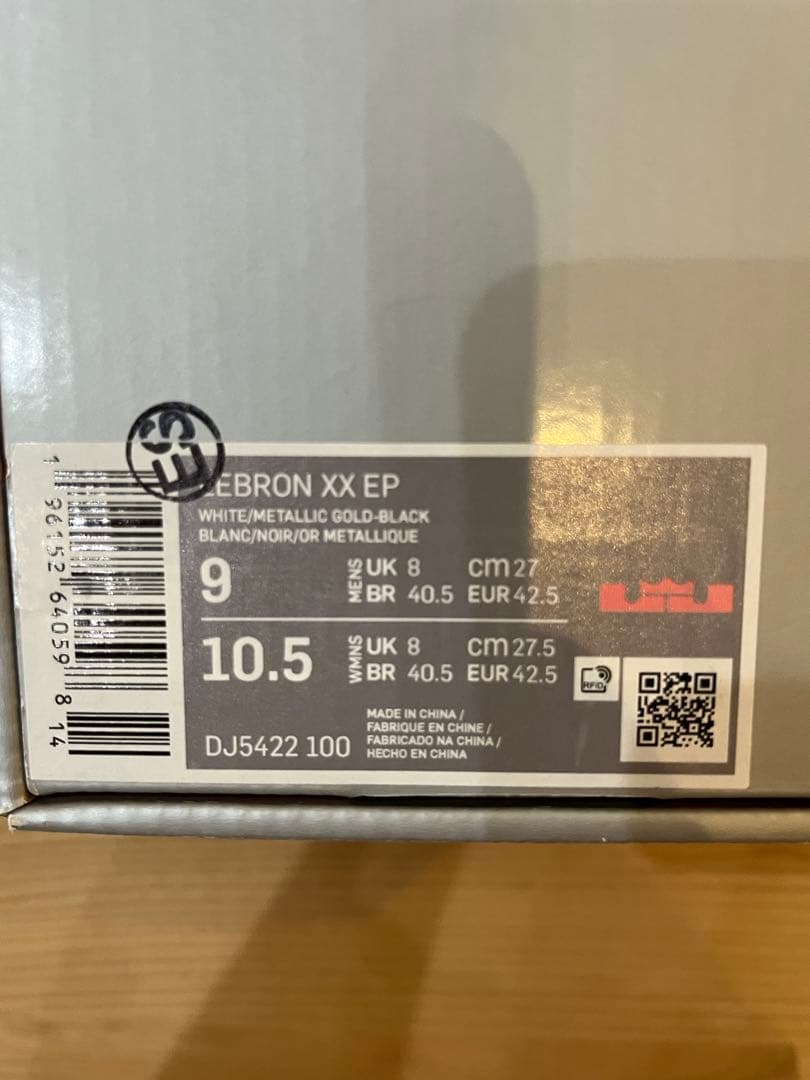 ES
LEBRON XX EP
WHITE/METALLIC GOLD-BLACK
BLANC/NOIR/OR METALLIQUE
9 MENS UK 8 cm 27
BR 40.5 EUR 42.5
10.5 WMNS UK 8 cm 27.5
BR 40.5 EUR 42.5
RFID
DJ5422 100
MADE IN CHINA /
FABRIQUE EN CHINE /
FABRICADO NA CHINA /
HECHO EN CHINA
1 96152 64059 8 14